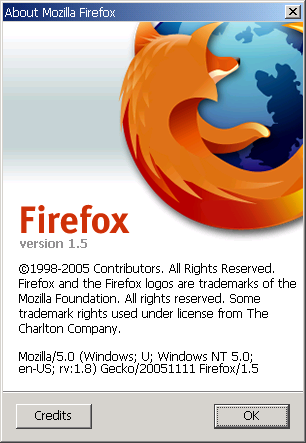 About Mozilla Firefox
Firefox
version 1.5
©1998-2005 Contributors. All Rights Reserved.
Firefox and the Firefox logos are trademarks of the
Mozilla Foundation. All rights reserved. Some
trademark rights used under license from The
Charlton Company.
Mozilla/5.0 (Windows; U; Windows NT 5.0;
en-US; rv:1.8) Gecko/20051111 Firefox/1.5
Credits
OK